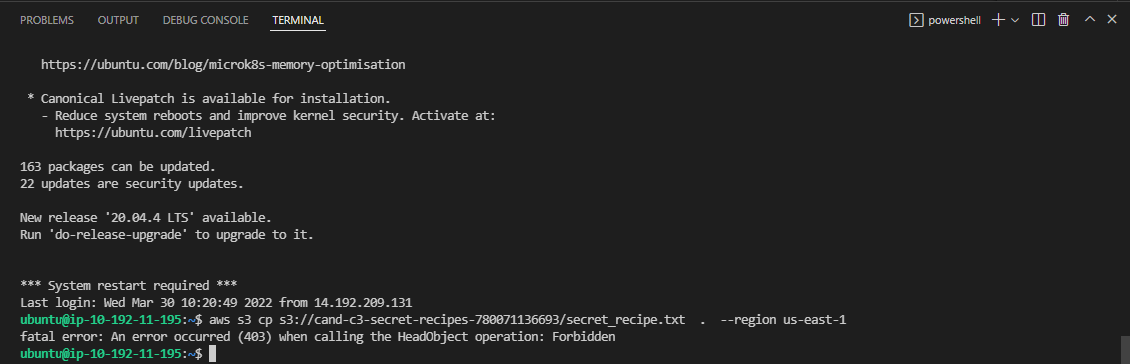 PROBLEMS OUTPUT DEBUG CONSOLE TERMINAL powershell
https://ubuntu.com/blog/microk8s-memory-optimisation
* Canonical Livepatch is available for installation.
- Reduce system reboots and improve kernel security. Activate at:
https://ubuntu.com/livepatch
163 packages can be updated.
22 updates are security updates.
New release '20.04.4 LTS' available.
Run 'do-release-upgrade' to upgrade to it.
*** System restart required ***
Last login: Wed Mar 30 10:20:49 2022 from 14.192.209.131
ubuntu@ip-10-192-11-195:~$ aws s3 cp s3://cand-c3-secret-recipes-780071136693/secret_recipe.txt . --region us-east-1
fatal error: An error occurred (403) when calling the HeadObject operation: Forbidden
ubuntu@ip-10-192-11-195:~$